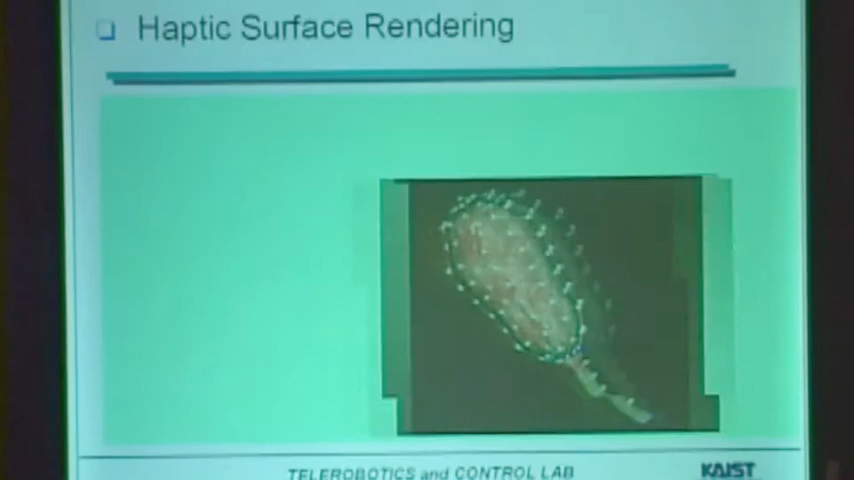 Haptic Surface Rendering
TELEROBOTICS and CONTROL LAB
KAIST